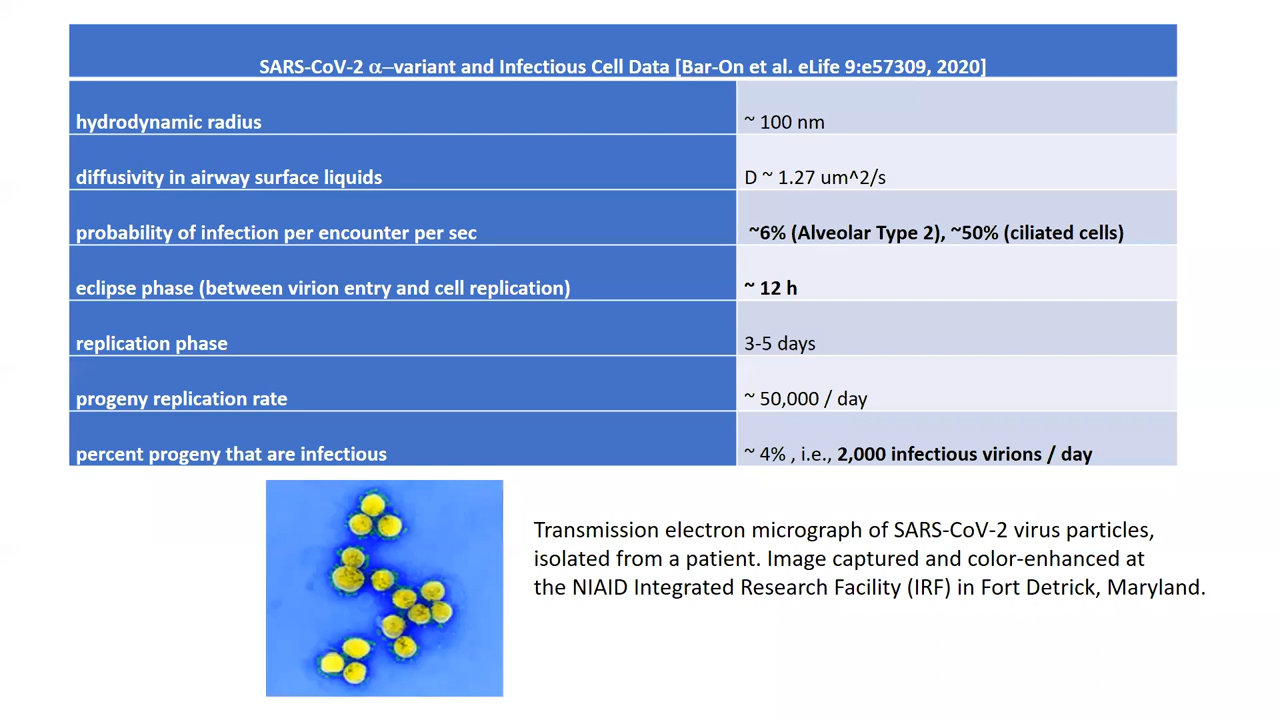 SARS-CoV-2 α–variant and Infectious Cell Data [Bar-On et al. eLife 9:e57309, 2020]
hydrodynamic radius ~ 100 nm
diffusivity in airway surface liquids D ~ 1.27 um^2/s
probability of infection per encounter per sec ~6% (Alveolar Type 2), ~50% (ciliated cells)
eclipse phase (between virion entry and cell replication) ~ 12 h
replication phase 3-5 days
progeny replication rate ~ 50,000 / day
percent progeny that are infectious ~ 4% , i.e., 2,000 infectious virions / day
Transmission electron micrograph of SARS-CoV-2 virus particles,
isolated from a patient. Image captured and color-enhanced at
the NIAID Integrated Research Facility (IRF) in Fort Detrick, Maryland.